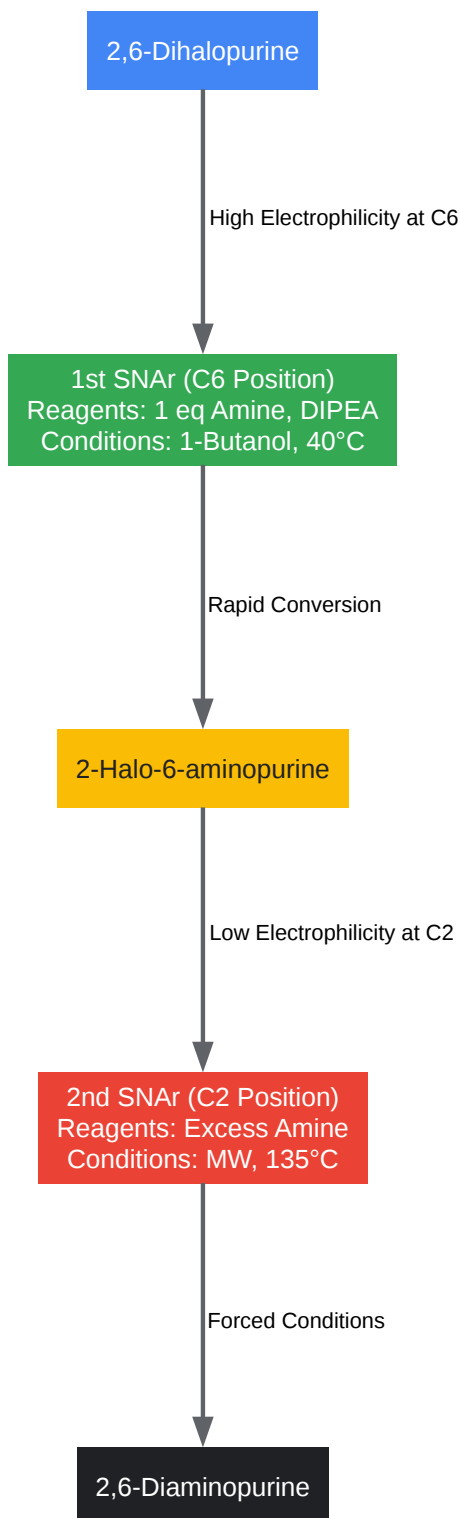 2,6-Dihalopurine
High Electrophilicity at C6
1st SNAr (C6 Position)
Reagents: 1 eq Amine, DIPEA
Conditions: 1-Butanol, 40°C
Rapid Conversion
2-Halo-6-aminopurine
Low Electrophilicity at C2
2nd SNAr (C2 Position)
Reagents: Excess Amine
Conditions: MW, 135°C
Forced Conditions
2,6-Diaminopurine